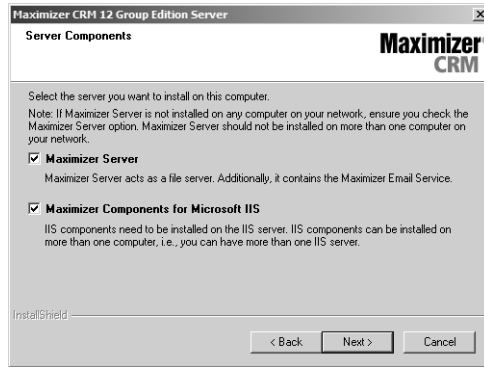 Maximizer CRM 12 Group Edition Server
Server Components
Maximizer
CRM
Select the server you want to install on this computer.
Note: If Maximizer Server is not installed on any computer on your network, ensure you check the
Maximizer Server option. Maximizer Server should not be installed on more than one computer on
your network.
Maximizer Server
Maximizer Server acts as a file server. Additionally, it contains the Maximizer Email Service.
Maximizer Components for Microsoft IIS
IIS components need to be installed on the IIS server. IIS components can be installed on
more than one computer, i.e., you can have more than one IIS server.
InstallShield
< Back Next > Cancel